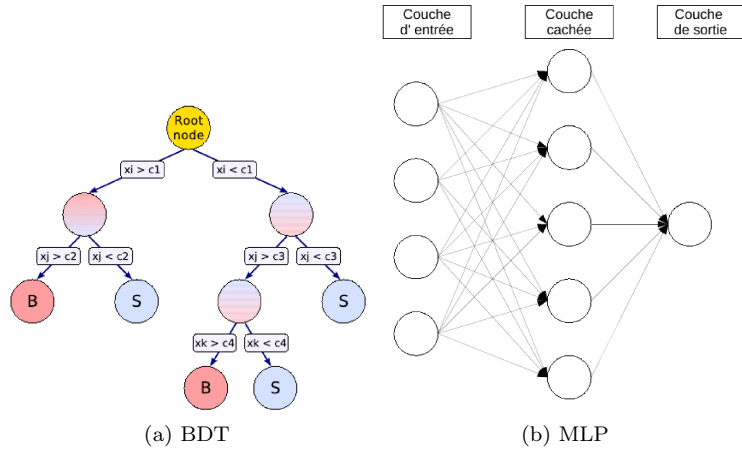 Couche
d' entrée
Couche
cachée
Couche
de sortie
Root
node
xi > c1
xi < c1
xj > c2
xj < c2
xj > c3
xj < c3
B
S
S
xk > c4
xk < c4
B
S
(a) BDT
(b) MLP